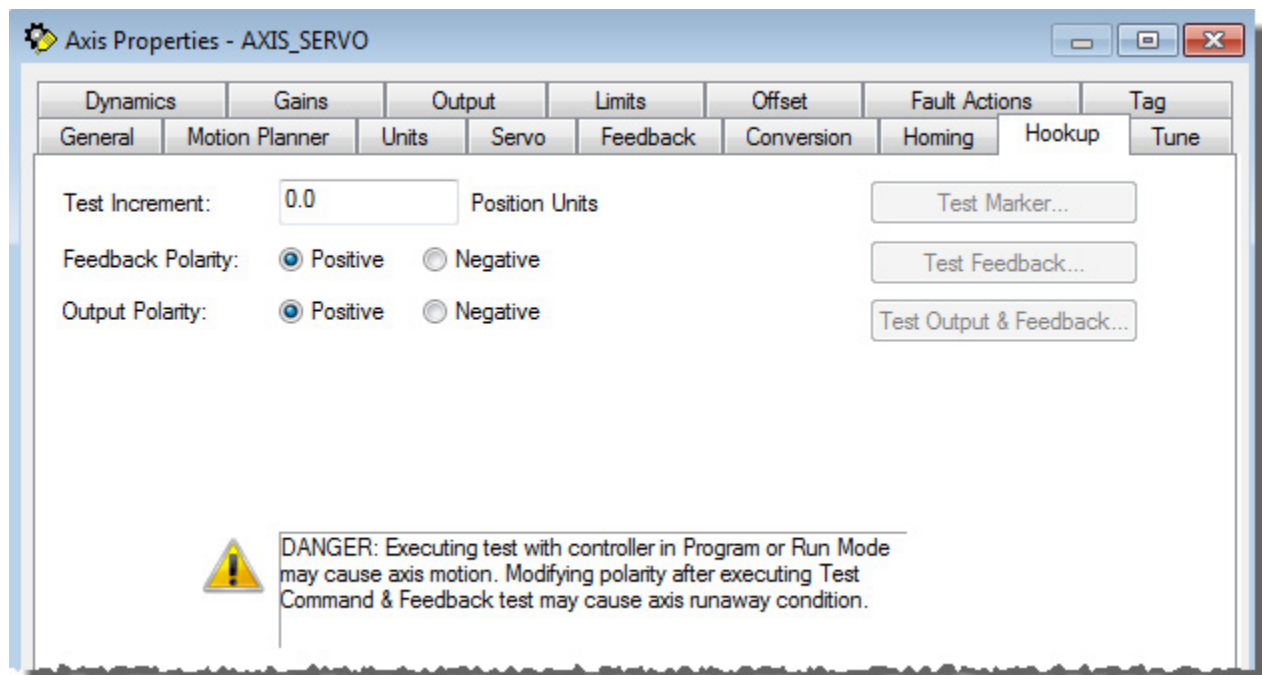 Axis Properties - AXIS_SERVO
Dynamics Gains Output Limits Offset Fault Actions Tag
General Motion Planner Units Servo Feedback Conversion Homing Hookup Tune
Test Increment: 0.0 Position Units Test Marker...
Feedback Polarity: Positive Negative Test Feedback...
Output Polarity: Positive Negative Test Output & Feedback...
DANGER: Executing test with controller in Program or Run Mode
may cause axis motion. Modifying polarity after executing Test
Command & Feedback test may cause axis runaway condition.